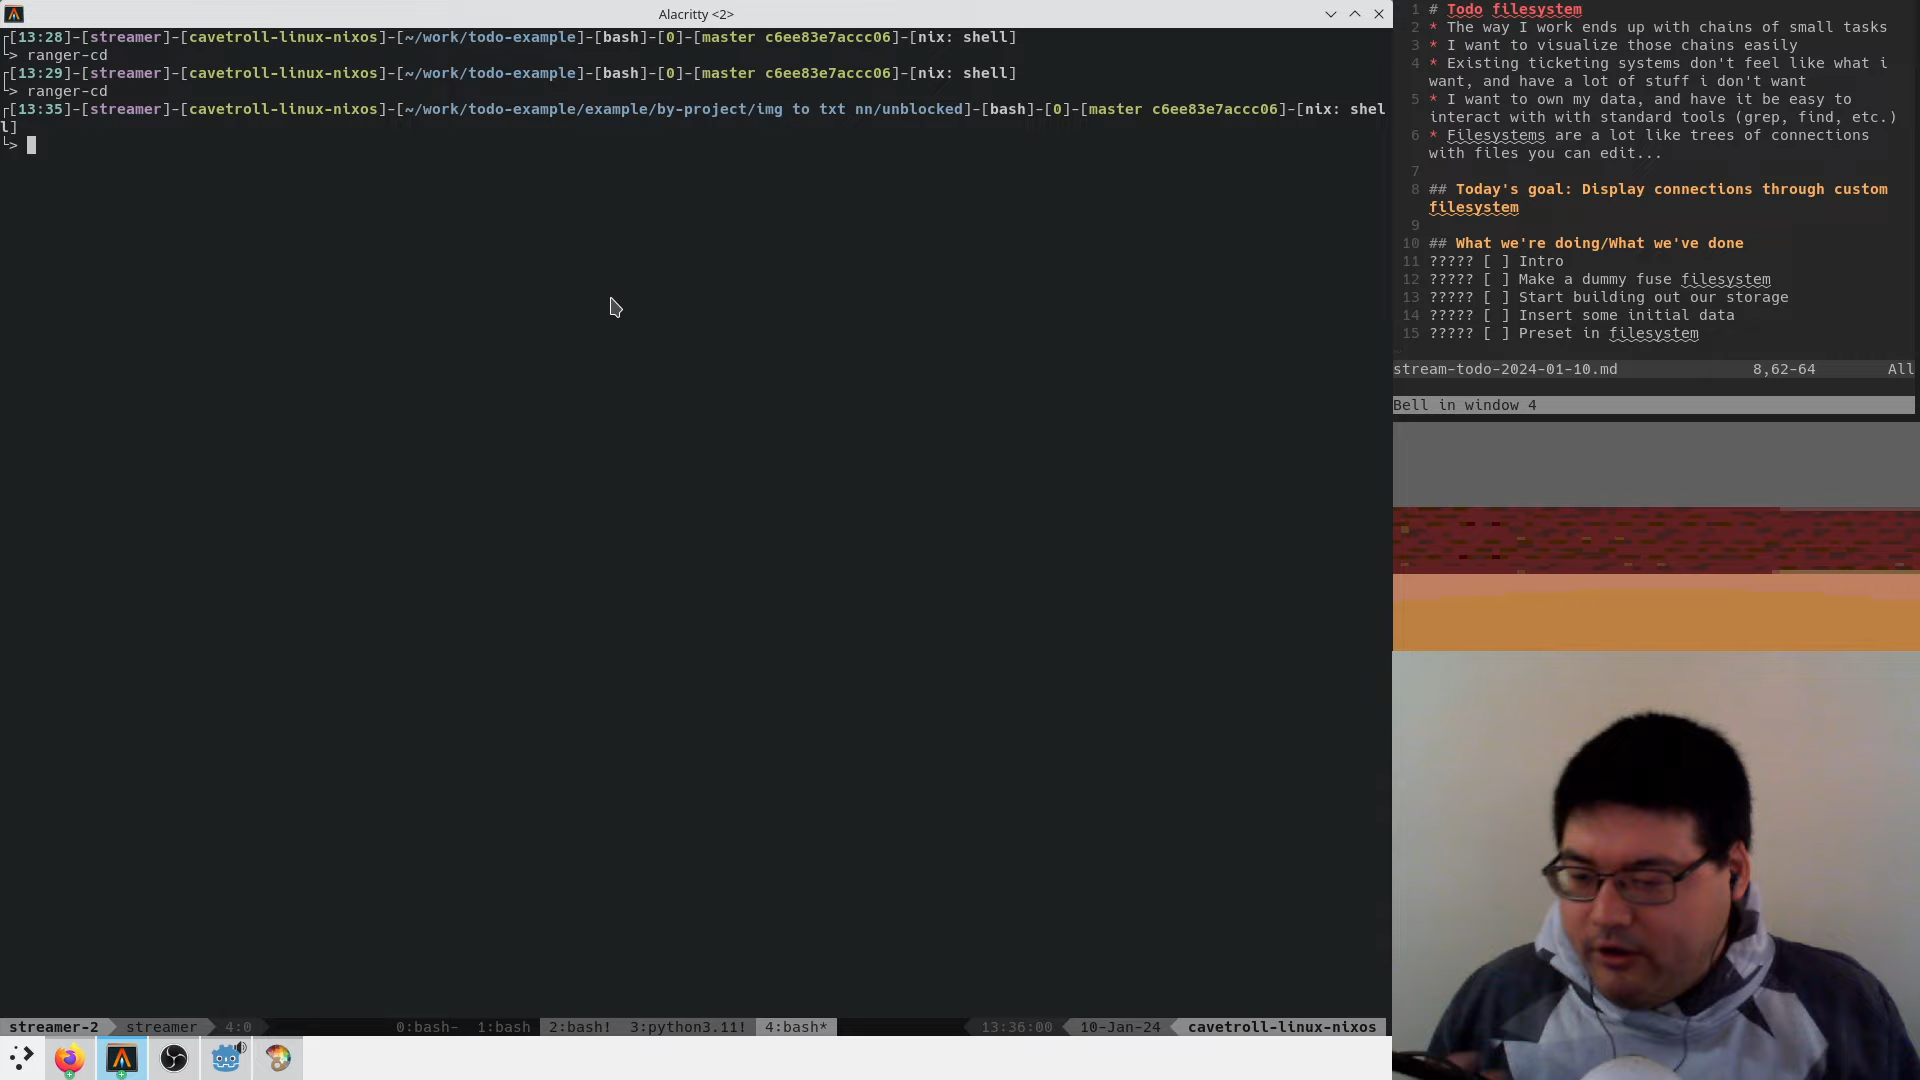 Alacritty <2>
┌[13:28]-[streamer]-[cavetroll-linux-nixos]-[~/work/todo-example]-[bash]-[0]-[master c6ee83e7accc06]-[nix: shell]
└> ranger-cd
┌[13:29]-[streamer]-[cavetroll-linux-nixos]-[~/work/todo-example]-[bash]-[0]-[master c6ee83e7accc06]-[nix: shell]
└> ranger-cd
┌[13:35]-[streamer]-[cavetroll-linux-nixos]-[~/work/todo-example/example/by-project/img to txt nn/unblocked]-[bash]-[0]-[master c6ee83e7accc06]-[nix: shel
l]
└>
streamer-2 streamer 4:0 0:bash- 1:bash 2:bash! 3:python3.11! 4:bash* 13:36:00 10-Jan-24 cavetroll-linux-nixos
1 # Todo filesystem
2 * The way I work ends up with chains of small tasks
3 * I want to visualize those chains easily
4 * Existing ticketing systems don't feel like what i
want, and have a lot of stuff i don't want
5 * I want to own my data, and have it be easy to
interact with with standard tools (grep, find, etc.)
6 * Filesystems are a lot like trees of connections
with files you can edit...
7
8 ## Today's goal: Display connections through custom
filesystem
9
10 ## What we're doing/What we've done
11 ????? [ ] Intro
12 ????? [ ] Make a dummy fuse filesystem
13 ????? [ ] Start building out our storage
14 ????? [ ] Insert some initial data
15 ????? [ ] Preset in filesystem
~
stream-todo-2024-01-10.md 8,62-64 All
Bell in window 4